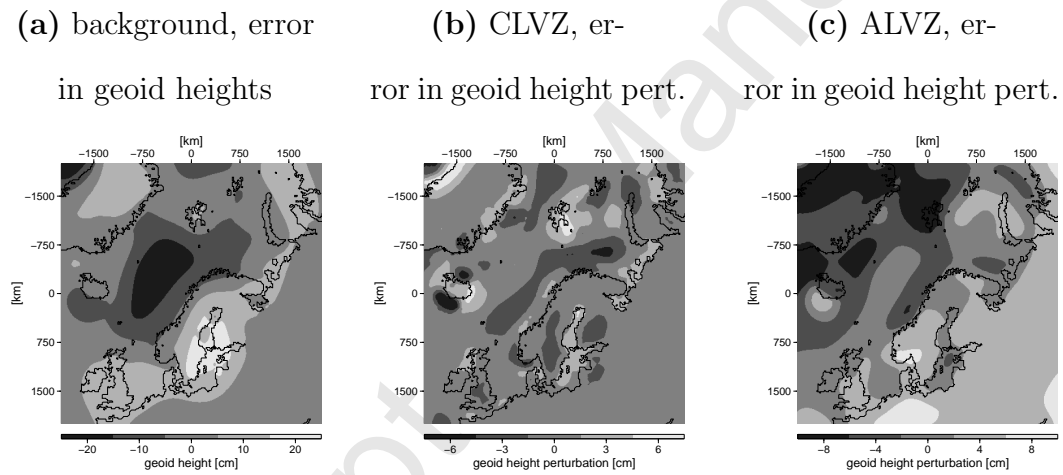 (a) background, error
in geoid heights
(b) CLVZ, er-
ror in geoid height pert.
(c) ALVZ, er-
ror in geoid height pert.
[km]
−1500 −750 0 750 1500
[km]
−1500
−750
0
750
1500
−20 −10 0 10 20
geoid height [cm]
[km]
−1500 −750 0 750 1500
[km]
−1500
−750
0
750
1500
−6 −3 0 3 6
geoid height perturbation [cm]
[km]
−1500 −750 0 750 1500
[km]
−1500
−750
0
750
1500
−8 −4 0 4 8
geoid height perturbation [cm]